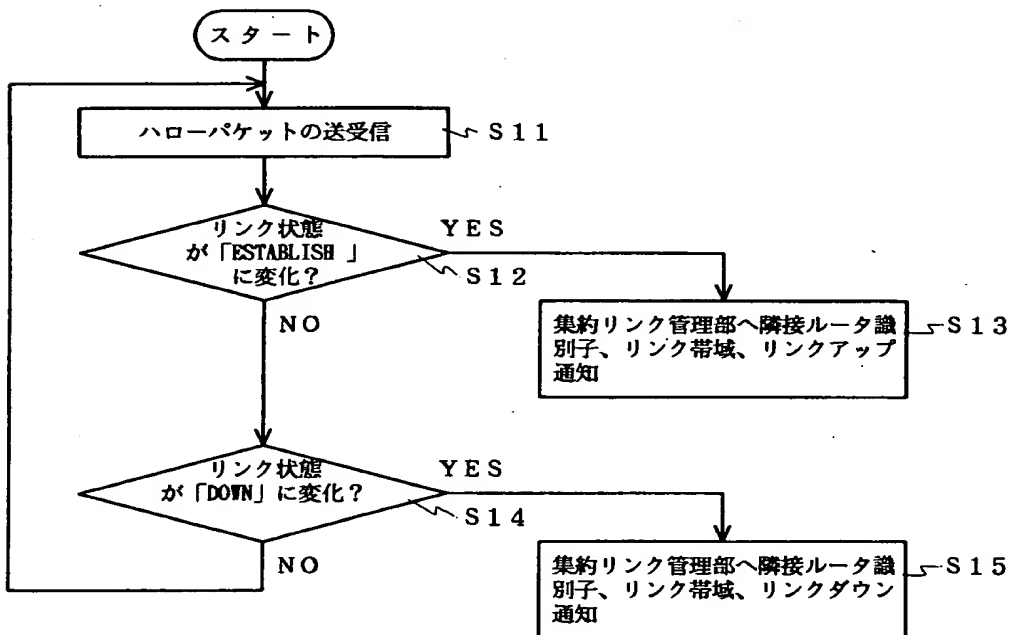 スタート
ハローパケットの送受信
S11
リンク状態
が「ESTABLISH 」
に変化？
YES
S12
NO
集約リンク管理部へ隣接ルータ識
別子、リンク帯域、リンクアップ
通知
S13
リンク状態
が「DOWN」に変化？
YES
S14
NO
集約リンク管理部へ隣接ルータ識
別子、リンク帯域、リンクダウン
通知
S15